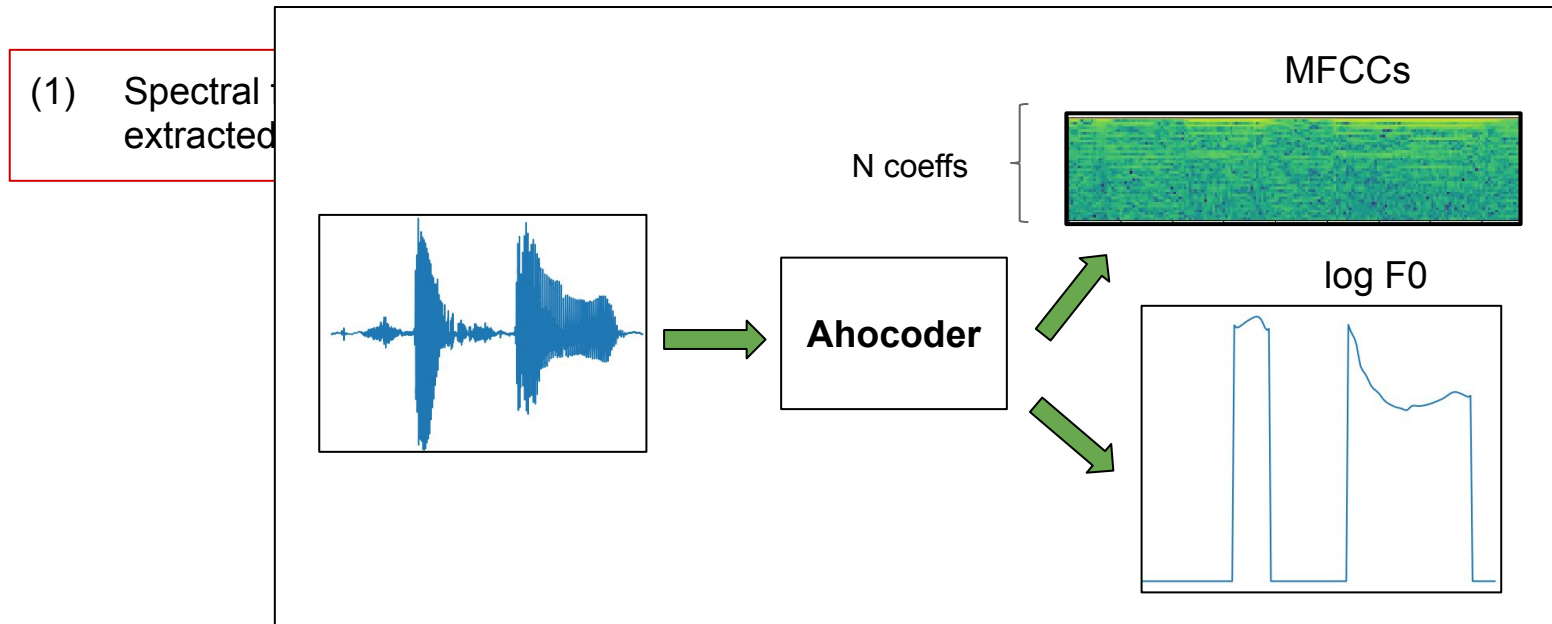 (1) Spectral
extracted
MFCCs
N coeffs
log F0
Ahocoder